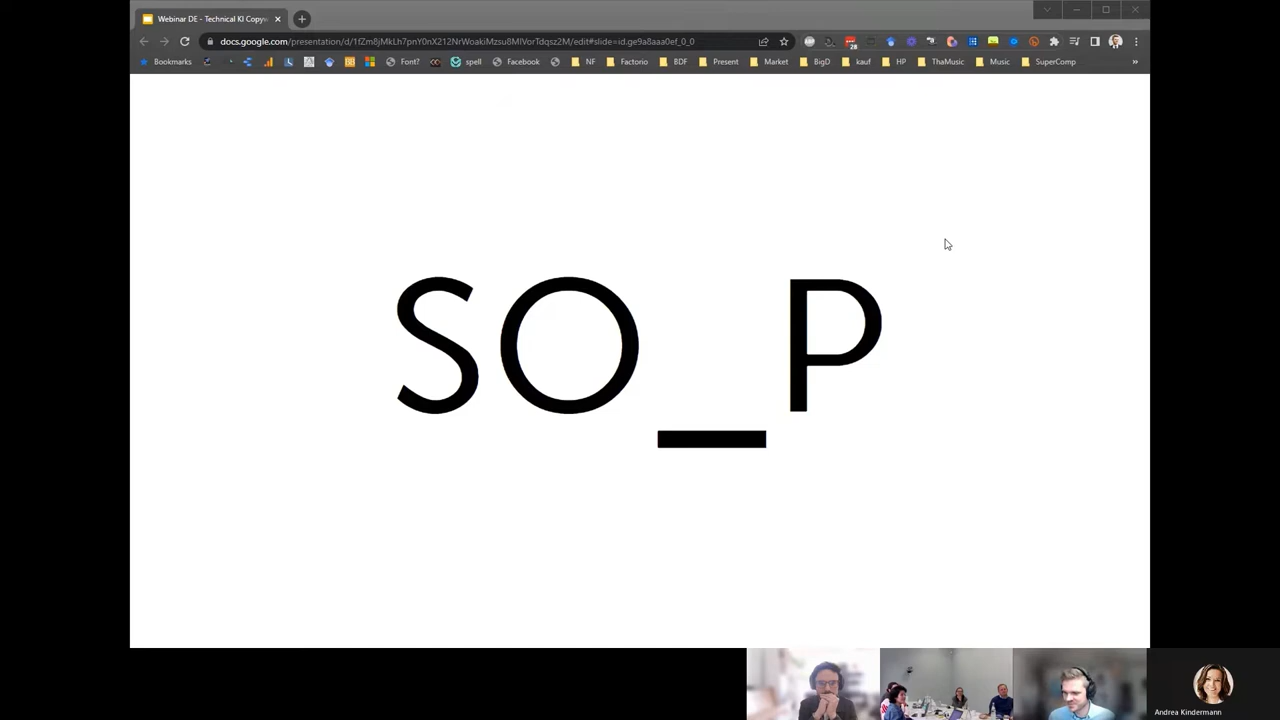 Webinar DE - Technical KI Copyw
docs.google.com/presentation/d/1fZm8jMkLh7pnY0nX212NrWoakiMzsu8MlVorTdqsz2M/edit#slide=id.ge9a8aaa0ef_0_0
28
Bookmarks
Font?
spell
Facebook
NF
Factorio
BDF
Present
Market
BigD
kauf
HP
ThaMusic
Music
SuperComp
»
SO_P
Andrea Kindermann